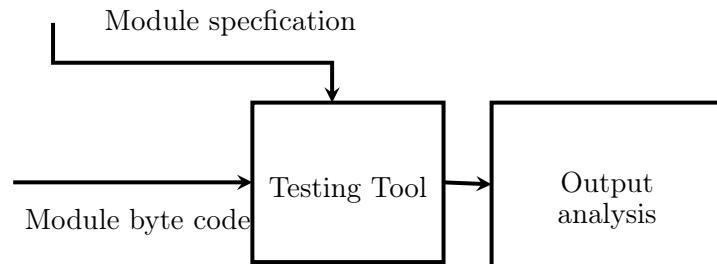 Module specfication
Testing Tool
Output
analysis
Module byte code